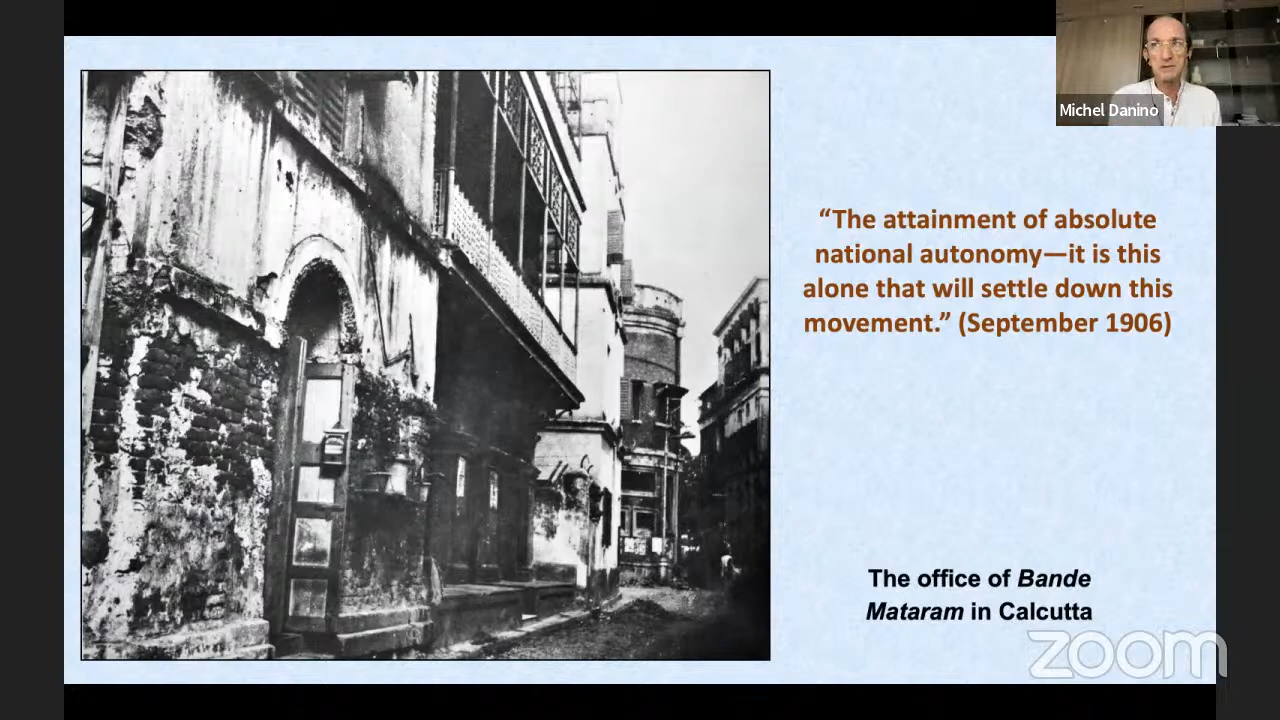 Michel Danino
“The attainment of absolute
national autonomy—it is this
alone that will settle down this
movement.” (September 1906)
The office of Bande
Mataram in Calcutta
zoom